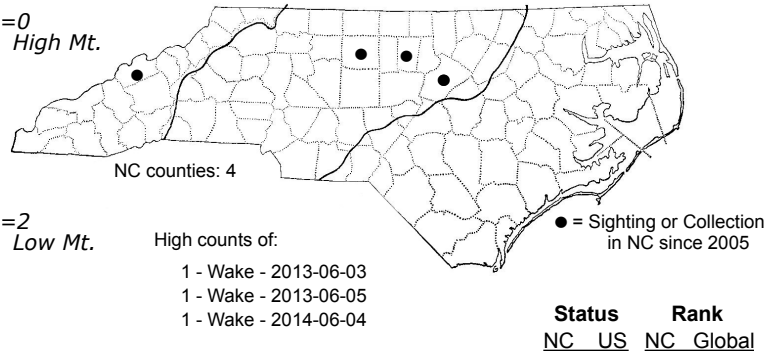 =0
High Mt.
NC counties: 4
=2
Low Mt.
High counts of:
1 - Wake - 2013-06-03
1 - Wake - 2013-06-05
1 - Wake - 2014-06-04
● = Sighting or Collection
in NC since 2005
Status Rank
NC US NC Global